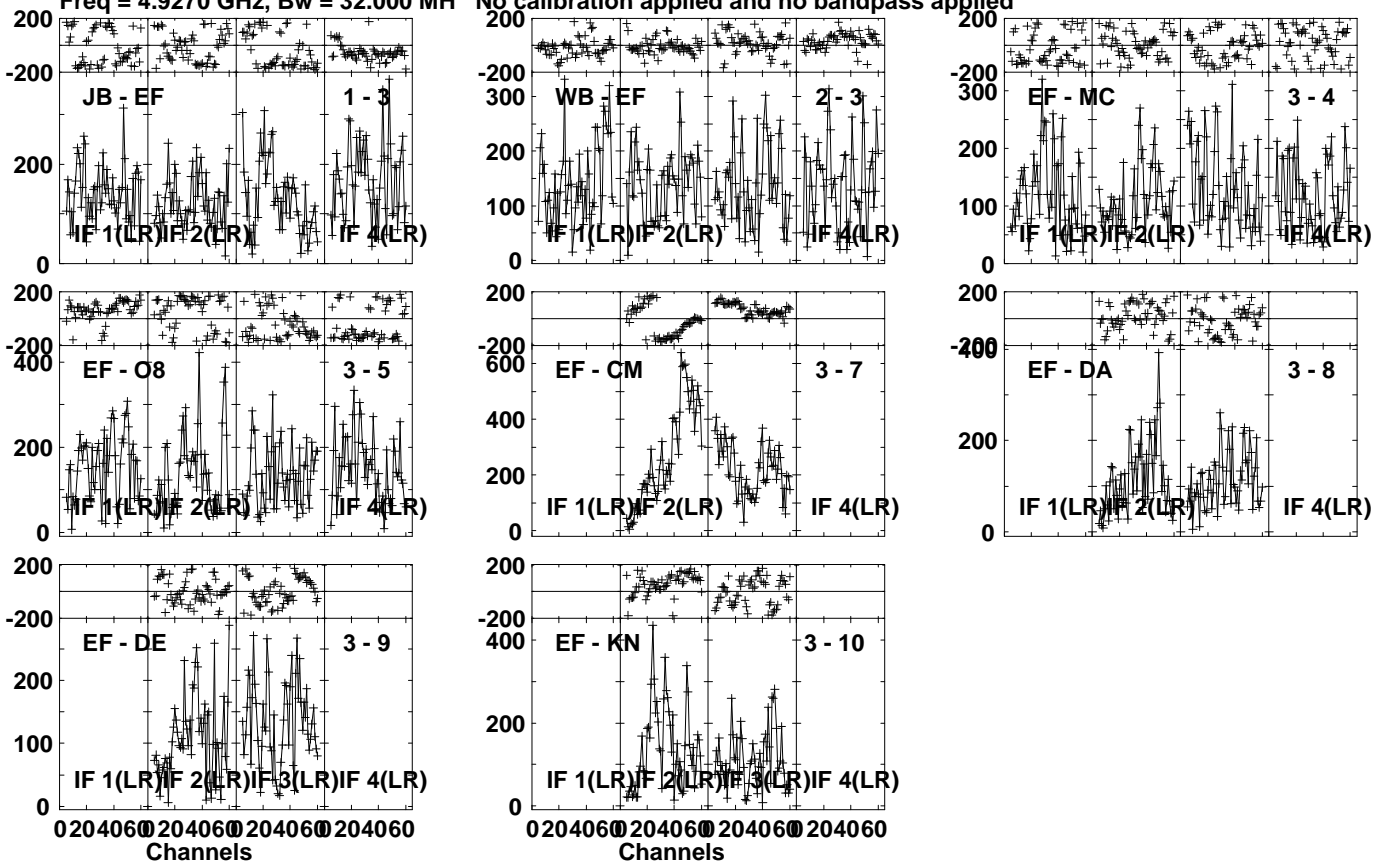 Freq = 4.9270 GHz, Bw = 32.000 MH No calibration applied and no bandpass applied
200
-200
JB - EF 1 - 3
200
0
IF 1(LR) IF 2(LR) IF 4(LR)
200
-200
WB - EF 2 - 3
300
200
100
0
IF 1(LR) IF 2(LR) IF 4(LR)
200
-200
EF - MC 3 - 4
300
200
100
0
IF 1(LR) IF 2(LR) IF 4(LR)
200
-200
EF - O8 3 - 5
400
200
0
IF 1(LR) IF 2(LR) IF 4(LR)
200
-200
EF - CM 3 - 7
600
400
200
0
IF 1(LR) IF 2(LR) IF 4(LR)
200
-200
EF - DA 3 - 8
400
200
0
IF 1(LR) IF 2(LR) IF 4(LR)
200
-200
EF - DE 3 - 9
200
100
0
IF 1(LR) IF 2(LR) IF 3(LR) IF 4(LR)
0 20 40 60 0 20 40 60 0 20 40 60 0 20 40 60
Channels
200
-200
EF - KN 3 - 10
400
200
0
IF 1(LR) IF 2(LR) IF 3(LR) IF 4(LR)
0 20 40 60 0 20 40 60 0 20 40 60 0 20 40 60
Channels